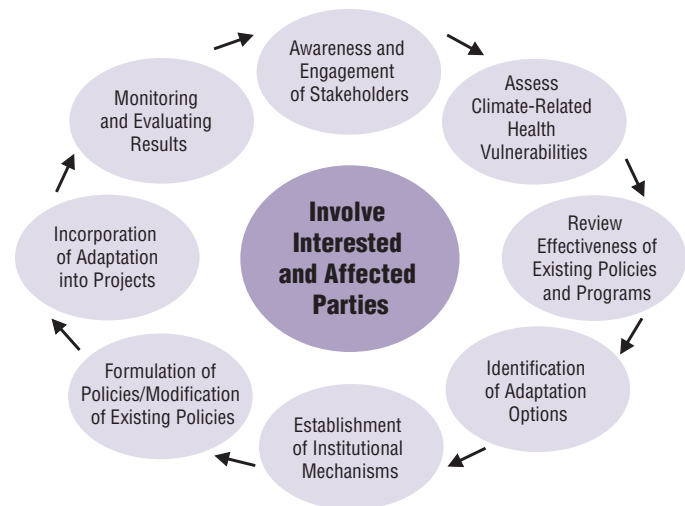 Awareness and
Engagement
of Stakeholders
Assess
Climate-Related
Health
Vulnerabilities
Review
Effectiveness of
Existing Policies
and Programs
Identification
of Adaptation
Options
Establishment
of Institutional
Mechanisms
Formulation of
Policies/Modification
of Existing Policies
Incorporation
of Adaptation
into Projects
Monitoring
and Evaluating
Results
Involve
Interested
and Affected
Parties